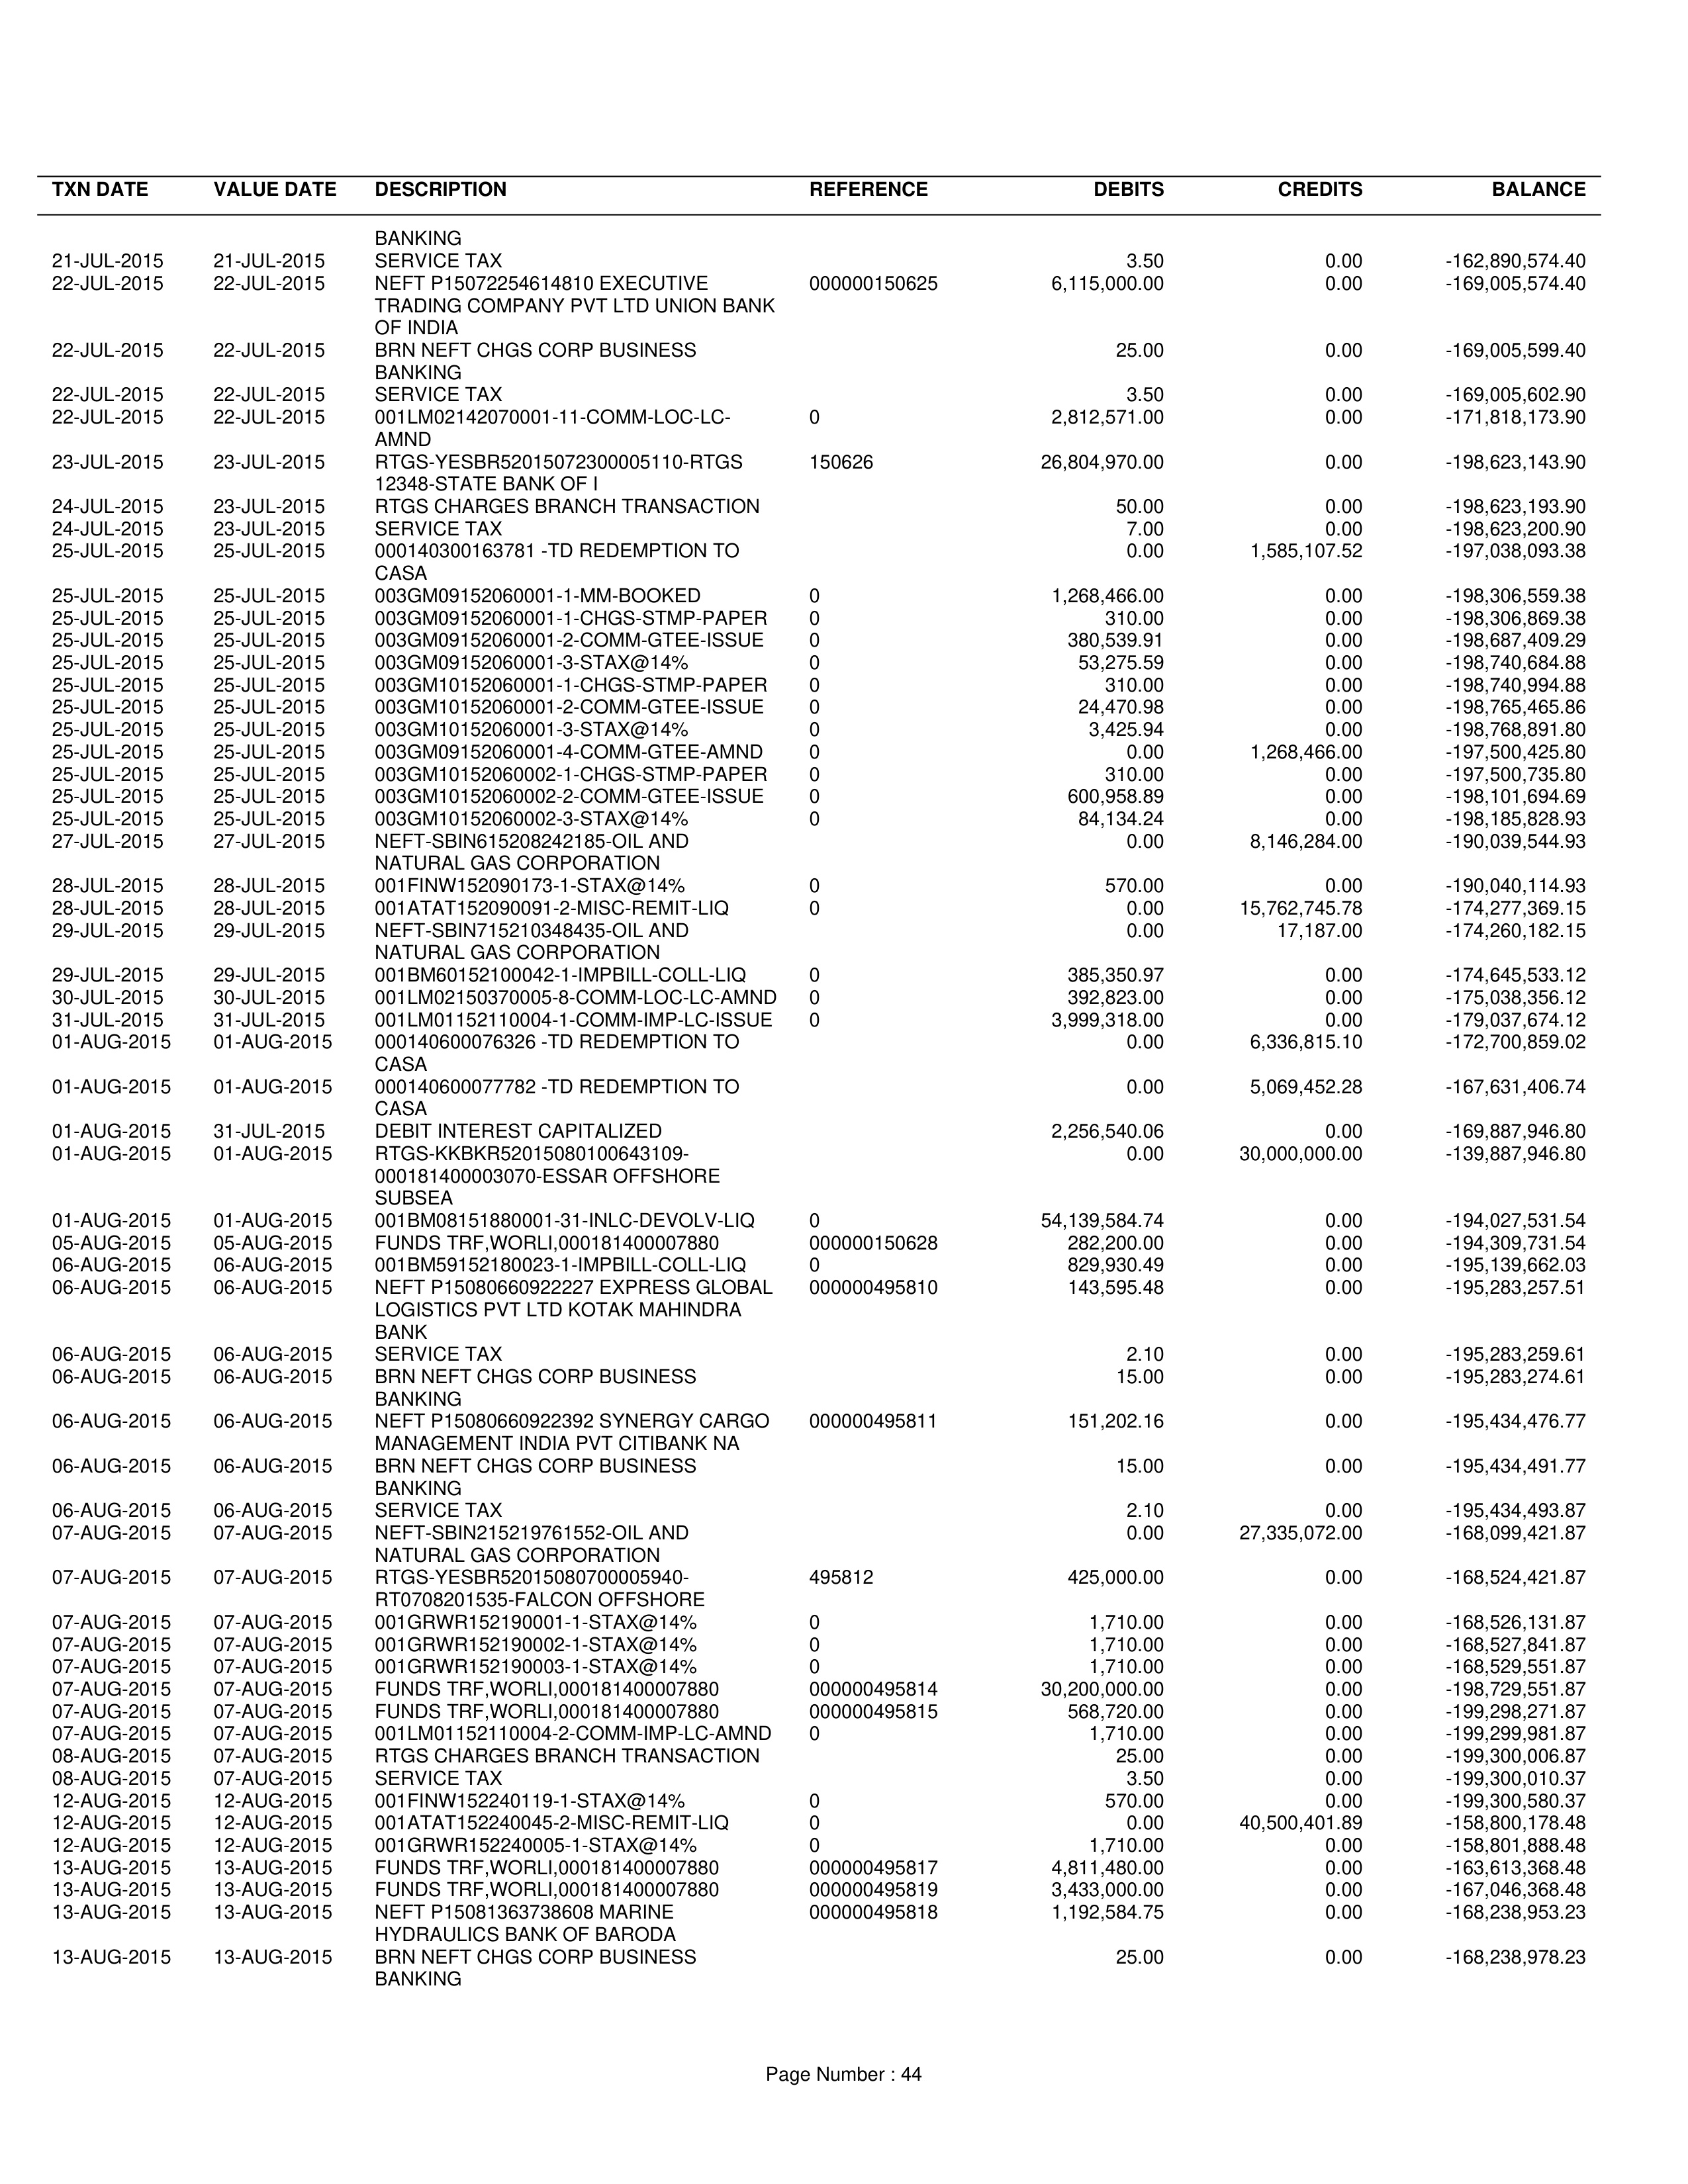 TXN DATE VALUE DATE DESCRIPTION REFERENCE DEBITS CREDITS BALANCE
BANKING
21-JUL-2015 21-JUL-2015 SERVICE TAX 3.50 0.00 -162,890,574.40
22-JUL-2015 22-JUL-2015 NEFT P15072254614810 EXECUTIVE 000000150625 6,115,000.00 0.00 -169,005,574.40
TRADING COMPANY PVT LTD UNION BANK
OF INDIA
22-JUL-2015 22-JUL-2015 BRN NEFT CHGS CORP BUSINESS 25.00 0.00 -169,005,599.40
BANKING
22-JUL-2015 22-JUL-2015 SERVICE TAX 3.50 0.00 -169,005,602.90
22-JUL-2015 22-JUL-2015 001LM02142070001-11-COMM-LOC-LC- 0 2,812,571.00 0.00 -171,818,173.90
AMND
23-JUL-2015 23-JUL-2015 RTGS-YESBR52015072300005110-RTGS 150626 26,804,970.00 0.00 -198,623,143.90
12348-STATE BANK OF I
24-JUL-2015 23-JUL-2015 RTGS CHARGES BRANCH TRANSACTION 50.00 0.00 -198,623,193.90
24-JUL-2015 23-JUL-2015 SERVICE TAX 7.00 0.00 -198,623,200.90
25-JUL-2015 25-JUL-2015 000140300163781 -TD REDEMPTION TO 0.00 1,585,107.52 -197,038,093.38
CASA
25-JUL-2015 25-JUL-2015 003GM09152060001-1-MM-BOOKED 0 1,268,466.00 0.00 -198,306,559.38
25-JUL-2015 25-JUL-2015 003GM09152060001-1-CHGS-STMP-PAPER 0 310.00 0.00 -198,306,869.38
25-JUL-2015 25-JUL-2015 003GM09152060001-2-COMM-GTEE-ISSUE 0 380,539.91 0.00 -198,687,409.29
25-JUL-2015 25-JUL-2015 003GM09152060001-3-STAX@14% 0 53,275.59 0.00 -198,740,684.88
25-JUL-2015 25-JUL-2015 003GM10152060001-1-CHGS-STMP-PAPER 0 310.00 0.00 -198,740,994.88
25-JUL-2015 25-JUL-2015 003GM10152060001-2-COMM-GTEE-ISSUE 0 24,470.98 0.00 -198,765,465.86
25-JUL-2015 25-JUL-2015 003GM10152060001-3-STAX@14% 0 3,425.94 0.00 -198,768,891.80
25-JUL-2015 25-JUL-2015 003GM09152060001-4-COMM-GTEE-AMND 0 0.00 1,268,466.00 -197,500,425.80
25-JUL-2015 25-JUL-2015 003GM10152060002-1-CHGS-STMP-PAPER 0 310.00 0.00 -197,500,735.80
25-JUL-2015 25-JUL-2015 003GM10152060002-2-COMM-GTEE-ISSUE 0 600,958.89 0.00 -198,101,694.69
25-JUL-2015 25-JUL-2015 003GM10152060002-3-STAX@14% 0 84,134.24 0.00 -198,185,828.93
27-JUL-2015 27-JUL-2015 NEFT-SBIN615208242185-OIL AND 0.00 8,146,284.00 -190,039,544.93
NATURAL GAS CORPORATION
28-JUL-2015 28-JUL-2015 001FINW152090173-1-STAX@14% 0 570.00 0.00 -190,040,114.93
28-JUL-2015 28-JUL-2015 001ATAT152090091-2-MISC-REMIT-LIQ 0 0.00 15,762,745.78 -174,277,369.15
29-JUL-2015 29-JUL-2015 NEFT-SBIN715210348435-OIL AND 0.00 17,187.00 -174,260,182.15
NATURAL GAS CORPORATION
29-JUL-2015 29-JUL-2015 001BM60152100042-1-IMPBILL-COLL-LIQ 0 385,350.97 0.00 -174,645,533.12
30-JUL-2015 30-JUL-2015 001LM02150370005-8-COMM-LOC-LC-AMND 0 392,823.00 0.00 -175,038,356.12
31-JUL-2015 31-JUL-2015 001LM01152110004-1-COMM-IMP-LC-ISSUE 0 3,999,318.00 0.00 -179,037,674.12
01-AUG-2015 01-AUG-2015 000140600076326 -TD REDEMPTION TO 0.00 6,336,815.10 -172,700,859.02
CASA
01-AUG-2015 01-AUG-2015 000140600077782 -TD REDEMPTION TO 0.00 5,069,452.28 -167,631,406.74
CASA
01-AUG-2015 31-JUL-2015 DEBIT INTEREST CAPITALIZED 2,256,540.06 0.00 -169,887,946.80
01-AUG-2015 01-AUG-2015 RTGS-KKBKR52015080100643109- 0.00 30,000,000.00 -139,887,946.80
000181400003070-ESSAR OFFSHORE
SUBSEA
01-AUG-2015 01-AUG-2015 001BM08151880001-31-INLC-DEVOLV-LIQ 0 54,139,584.74 0.00 -194,027,531.54
05-AUG-2015 05-AUG-2015 FUNDS TRF,WORLI,000181400007880 000000150628 282,200.00 0.00 -194,309,731.54
06-AUG-2015 06-AUG-2015 001BM59152180023-1-IMPBILL-COLL-LIQ 0 829,930.49 0.00 -195,139,662.03
06-AUG-2015 06-AUG-2015 NEFT P15080660922227 EXPRESS GLOBAL 000000495810 143,595.48 0.00 -195,283,257.51
LOGISTICS PVT LTD KOTAK MAHINDRA
BANK
06-AUG-2015 06-AUG-2015 SERVICE TAX 2.10 0.00 -195,283,259.61
06-AUG-2015 06-AUG-2015 BRN NEFT CHGS CORP BUSINESS 15.00 0.00 -195,283,274.61
BANKING
06-AUG-2015 06-AUG-2015 NEFT P15080660922392 SYNERGY CARGO 000000495811 151,202.16 0.00 -195,434,476.77
MANAGEMENT INDIA PVT CITIBANK NA
06-AUG-2015 06-AUG-2015 BRN NEFT CHGS CORP BUSINESS 15.00 0.00 -195,434,491.77
BANKING
06-AUG-2015 06-AUG-2015 SERVICE TAX 2.10 0.00 -195,434,493.87
07-AUG-2015 07-AUG-2015 NEFT-SBIN215219761552-OIL AND 0.00 27,335,072.00 -168,099,421.87
NATURAL GAS CORPORATION
07-AUG-2015 07-AUG-2015 RTGS-YESBR52015080700005940- 495812 425,000.00 0.00 -168,524,421.87
RT0708201535-FALCON OFFSHORE
07-AUG-2015 07-AUG-2015 001GRWR152190001-1-STAX@14% 0 1,710.00 0.00 -168,526,131.87
07-AUG-2015 07-AUG-2015 001GRWR152190002-1-STAX@14% 0 1,710.00 0.00 -168,527,841.87
07-AUG-2015 07-AUG-2015 001GRWR152190003-1-STAX@14% 0 1,710.00 0.00 -168,529,551.87
07-AUG-2015 07-AUG-2015 FUNDS TRF,WORLI,000181400007880 000000495814 30,200,000.00 0.00 -198,729,551.87
07-AUG-2015 07-AUG-2015 FUNDS TRF,WORLI,000181400007880 000000495815 568,720.00 0.00 -199,298,271.87
07-AUG-2015 07-AUG-2015 001LM01152110004-2-COMM-IMP-LC-AMND 0 1,710.00 0.00 -199,299,981.87
08-AUG-2015 07-AUG-2015 RTGS CHARGES BRANCH TRANSACTION 25.00 0.00 -199,300,006.87
08-AUG-2015 07-AUG-2015 SERVICE TAX 3.50 0.00 -199,300,010.37
12-AUG-2015 12-AUG-2015 001FINW152240119-1-STAX@14% 0 570.00 0.00 -199,300,580.37
12-AUG-2015 12-AUG-2015 001ATAT152240045-2-MISC-REMIT-LIQ 0 0.00 40,500,401.89 -158,800,178.48
12-AUG-2015 12-AUG-2015 001GRWR152240005-1-STAX@14% 0 1,710.00 0.00 -158,801,888.48
13-AUG-2015 13-AUG-2015 FUNDS TRF,WORLI,000181400007880 000000495817 4,811,480.00 0.00 -163,613,368.48
13-AUG-2015 13-AUG-2015 FUNDS TRF,WORLI,000181400007880 000000495819 3,433,000.00 0.00 -167,046,368.48
13-AUG-2015 13-AUG-2015 NEFT P15081363738608 MARINE 000000495818 1,192,584.75 0.00 -168,238,953.23
HYDRAULICS BANK OF BARODA
13-AUG-2015 13-AUG-2015 BRN NEFT CHGS CORP BUSINESS 25.00 0.00 -168,238,978.23
BANKING
Page Number : 44